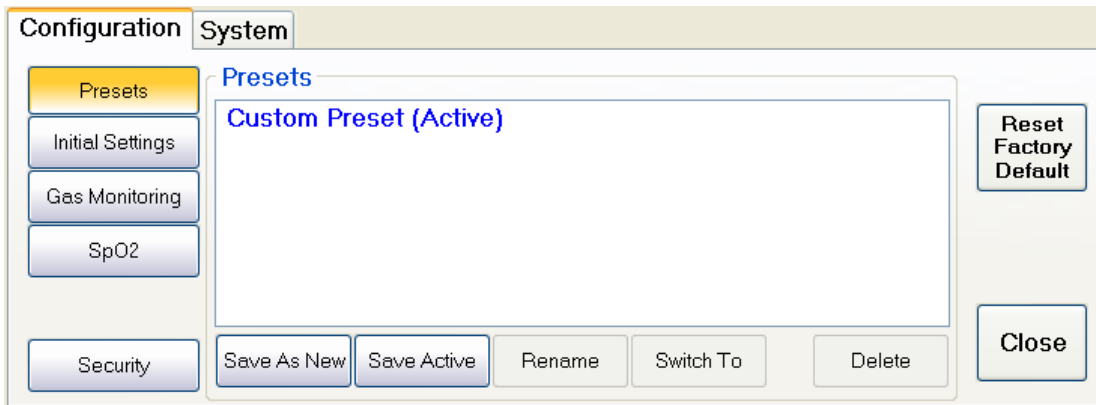 Configuration
System
Presets
Initial Settings
Gas Monitoring
SpO2
Security
Presets
Custom Preset (Active)
Save As New
Save Active
Rename
Switch To
Delete
Reset
Factory
Default
Close